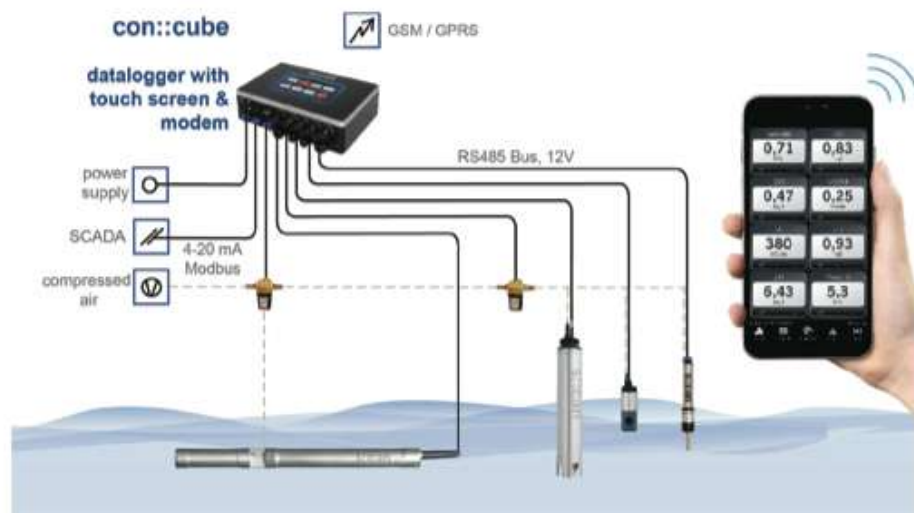 con::cube
GSM / GPRS
datalogger with
touch screen &
modem
RS485 Bus, 12V
power
supply
SCADA
4-20 mA
Modbus
compressed
air
0,71
0,83
0,47
0,25
380
0,93
6,43
5,3